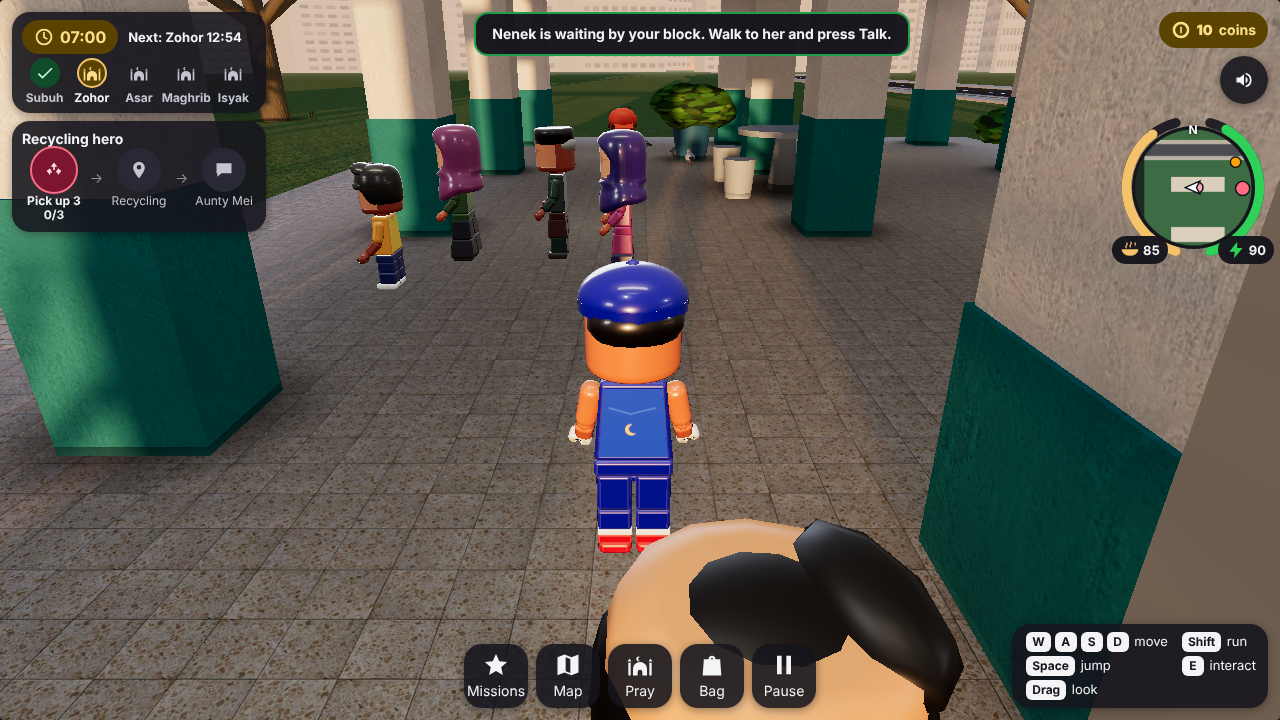 07:00
Next: Zohor 12:54
Subuh
Zohor
Asar
Maghrib
Isyak
Recycling hero
Pick up 3
0/3
Recycling
Aunty Mei
Nenek is waiting by your block. Walk to her and press Talk.
10 coins
N
85
90
Missions
Map
Pray
Bag
Pause
W A S D move
Shift run
Space jump
E interact
Drag look